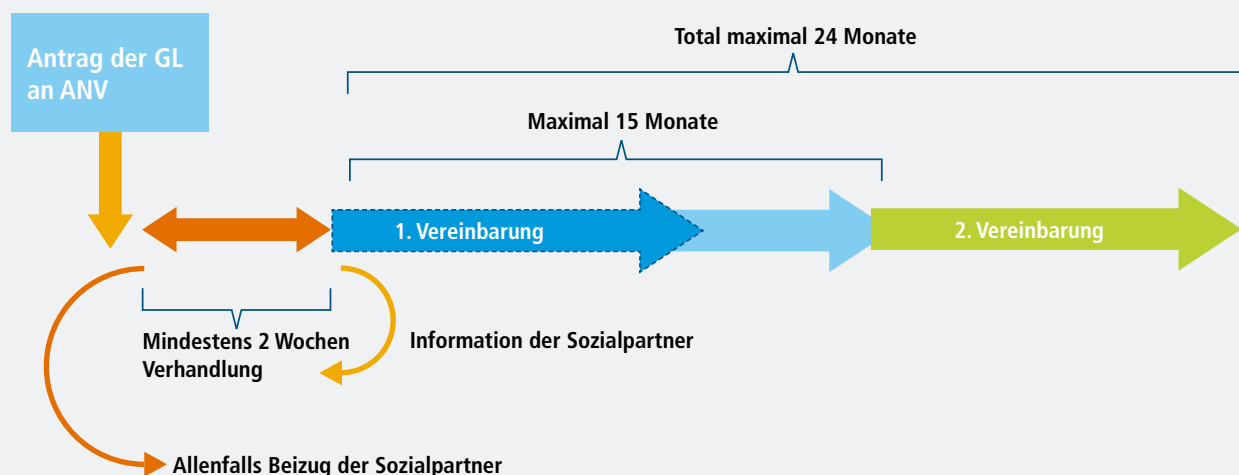 Antrag der GL
an ANV
Total maximal 24 Monate
Maximal 15 Monate
1. Vereinbarung
2. Vereinbarung
Mindestens 2 Wochen
Verhandlung
Information der Sozialpartner
Allenfalls Beizug der Sozialpartner